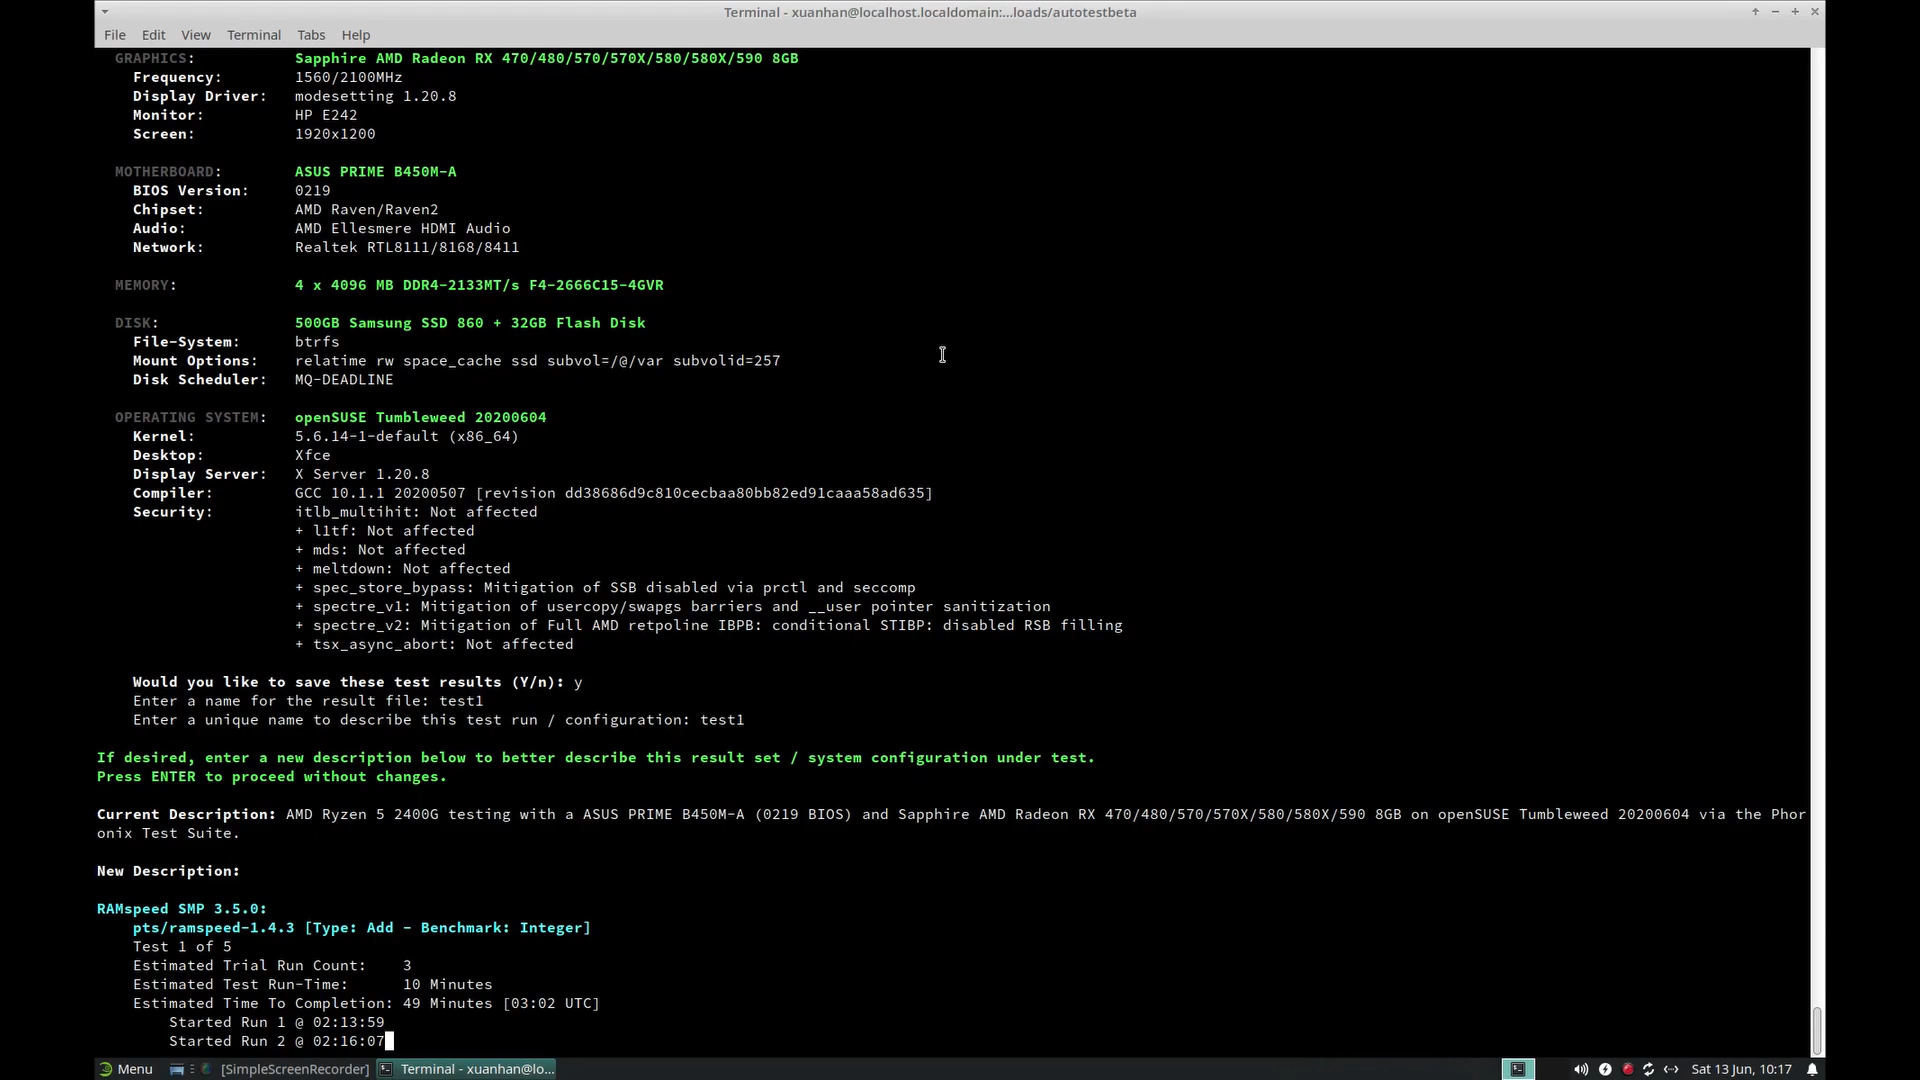 Terminal - xuanhan@localhost.localdomain:...loads/autotestbeta
File Edit View Terminal Tabs Help
GRAPHICS: Sapphire AMD Radeon RX 470/480/570/570X/580/580X/590 8GB
Frequency: 1560/2100MHz
Display Driver: modesetting 1.20.8
Monitor: HP E242
Screen: 1920x1200
MOTHERBOARD: ASUS PRIME B450M-A
BIOS Version: 0219
Chipset: AMD Raven/Raven2
Audio: AMD Ellesmere HDMI Audio
Network: Realtek RTL8111/8168/8411
MEMORY: 4 x 4096 MB DDR4-2133MT/s F4-2666C15-4GVR
DISK: 500GB Samsung SSD 860 + 32GB Flash Disk
File-System: btrfs
Mount Options: relatime rw space_cache ssd subvol=/@/var subvolid=257
Disk Scheduler: MQ-DEADLINE
OPERATING SYSTEM: openSUSE Tumbleweed 20200604
Kernel: 5.6.14-1-default (x86_64)
Desktop: Xfce
Display Server: X Server 1.20.8
Compiler: GCC 10.1.1 20200507 [revision dd38686d9c810cecbaa80bb82ed91caaa58ad635]
Security: itlb_multihit: Not affected
+ l1tf: Not affected
+ mds: Not affected
+ meltdown: Not affected
+ spec_store_bypass: Mitigation of SSB disabled via prctl and seccomp
+ spectre_v1: Mitigation of usercopy/swapgs barriers and __user pointer sanitization
+ spectre_v2: Mitigation of Full AMD retpoline IBPB: conditional STIBP: disabled RSB filling
+ tsx_async_abort: Not affected
Would you like to save these test results (Y/n): y
Enter a name for the result file: test1
Enter a unique name to describe this test run / configuration: test1
If desired, enter a new description below to better describe this result set / system configuration under test.
Press ENTER to proceed without changes.
Current Description: AMD Ryzen 5 2400G testing with a ASUS PRIME B450M-A (0219 BIOS) and Sapphire AMD Radeon RX 470/480/570/570X/580/580X/590 8GB on openSUSE Tumbleweed 20200604 via the Phor
onix Test Suite.
New Description:
RAMspeed SMP 3.5.0:
pts/ramspeed-1.4.3 [Type: Add - Benchmark: Integer]
Test 1 of 5
Estimated Trial Run Count: 3
Estimated Test Run-Time: 10 Minutes
Estimated Time To Completion: 49 Minutes [03:02 UTC]
Started Run 1 @ 02:13:59
Started Run 2 @ 02:16:07
Menu [SimpleScreenRecorder] Terminal - xuanhan@lo... Sat 13 Jun, 10:17